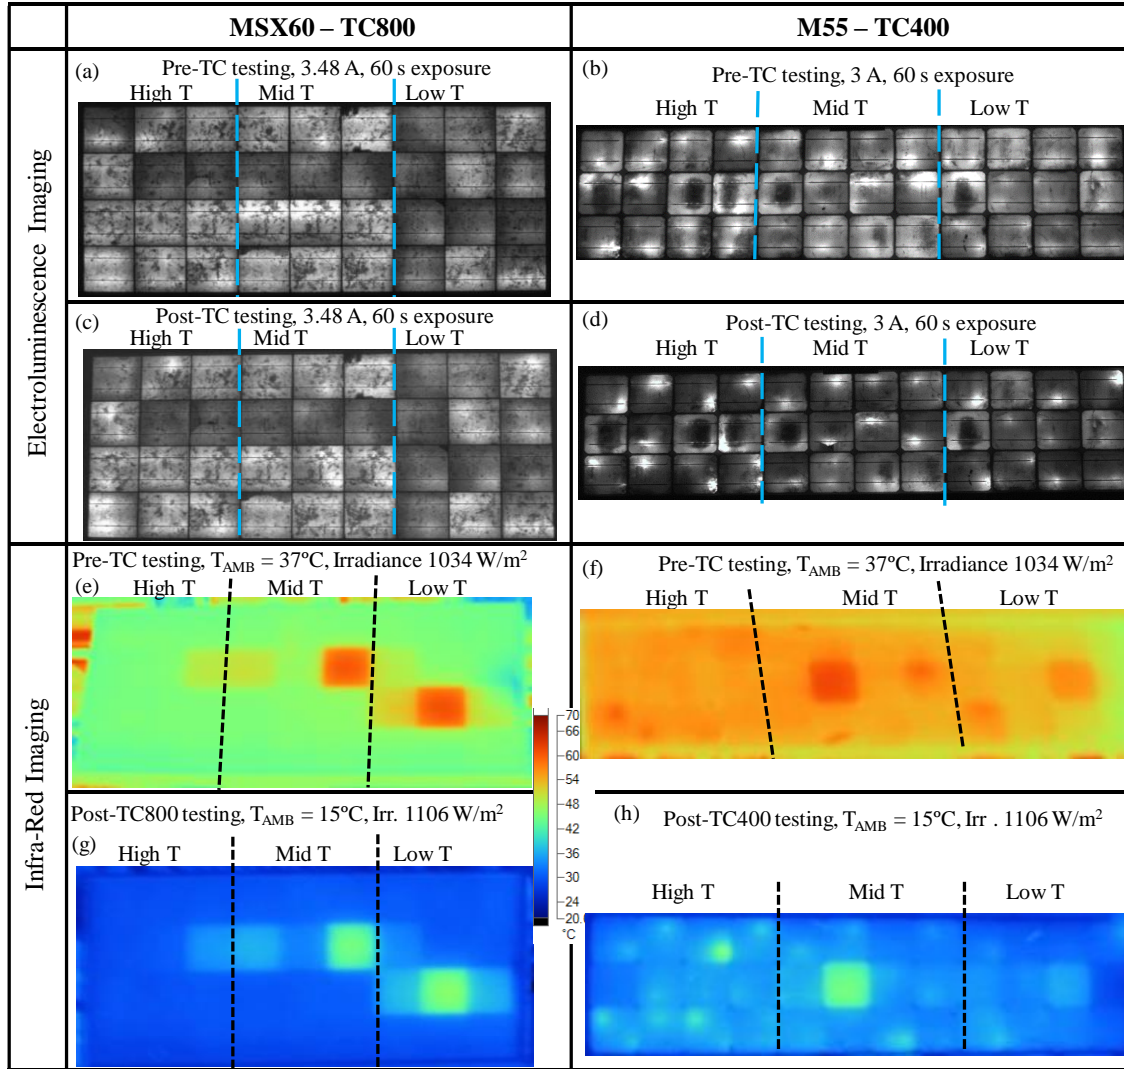 MSX60 – TC800
M55 – TC400
Electroluminescence Imaging
(a)
Pre-TC testing, 3.48 A, 60 s exposure
High T
Mid T
Low T
(b)
Pre-TC testing, 3 A, 60 s exposure
High T
Mid T
Low T
(c)
Post-TC testing, 3.48 A, 60 s exposure
High T
Mid T
Low T
(d)
Post-TC testing, 3 A, 60 s exposure
High T
Mid T
Low T
Infra-Red Imaging
Pre-TC testing, TAMB = 37ºC, Irradiance 1034 W/m²
(e)
High T
Mid T
Low T
(f)
Pre-TC testing, TAMB = 37ºC, Irradiance 1034 W/m²
High T
Mid T
Low T
70
66
60
54
48
42
36
30
24
20.
°C
Post-TC800 testing, TAMB = 15ºC, Irr. 1106 W/m²
(g)
High T
Mid T
Low T
(h)
Post-TC400 testing, TAMB = 15ºC, Irr . 1106 W/m²
High T
Mid T
Low T